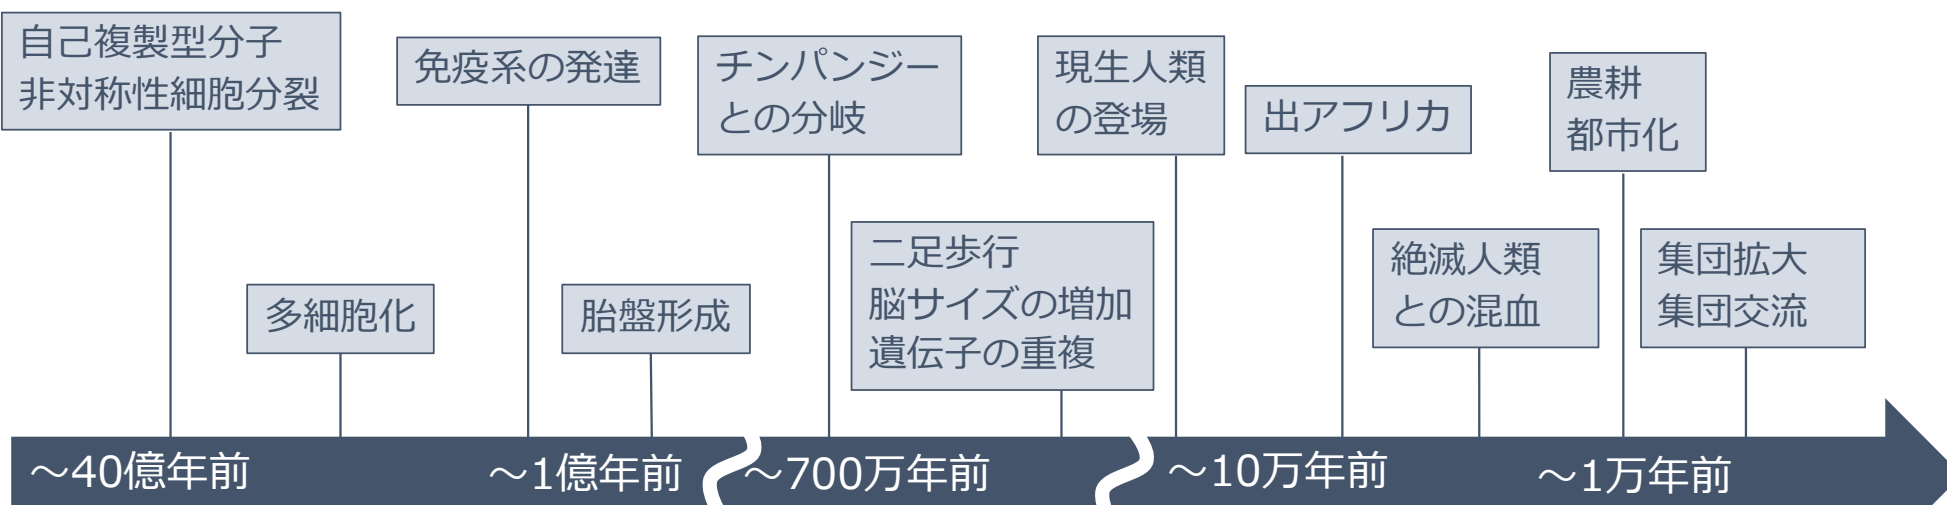 自己複製型分子
非対称性細胞分裂
多細胞化
免疫系の発達
胎盤形成
チンパンジー
との分岐
二足歩行
脳サイズの増加
遺伝子の重複
現生人類
の登場
出アフリカ
絶滅人類
との混血
農耕
都市化
集団拡大
集団交流
～40億年前
～1億年前
～700万年前
～10万年前
～1万年前